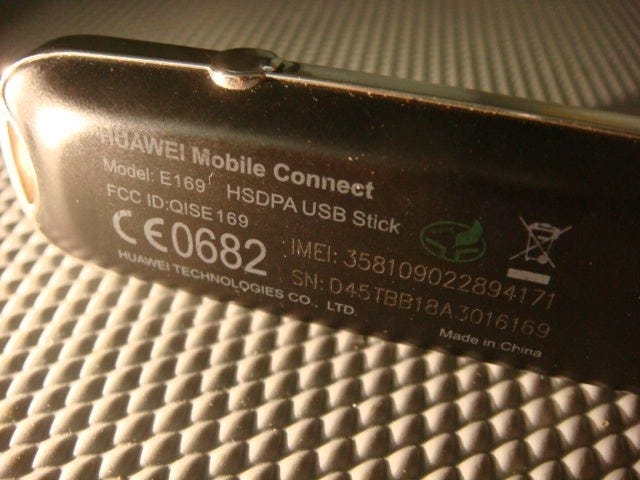 HUAWEI Mobile Connect
Model: E169 HSDPA USB Stick
FCC ID:QISE169
CE0682
IMEI: 358109022894171
SN: D45TBB18A3016169
HUAWEI TECHNOLOGIES CO., LTD.
Made in China